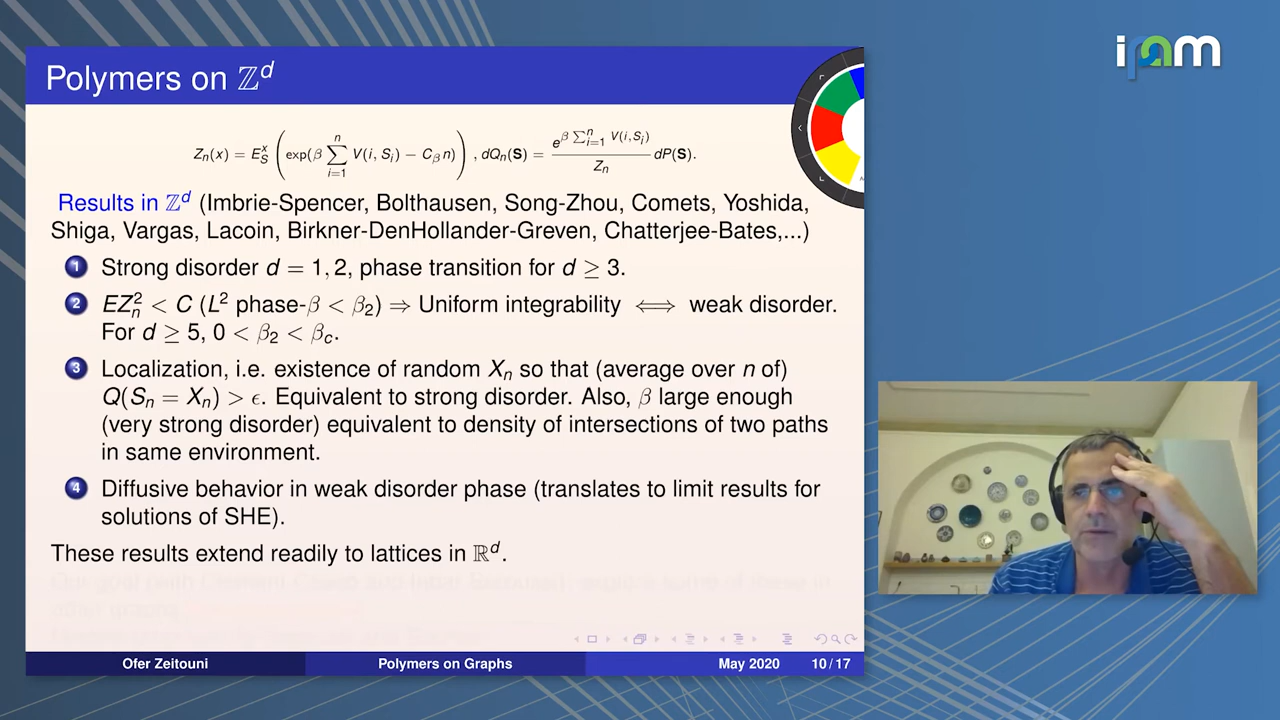 ipam
Polymers on ℤ^d
Z_n(x) = E_S^x ( exp(β ∑_{i=1}^n V(i, S_i) − C_β n) ) , dQ_n(S) = e^{β ∑_{i=1}^n V(i,S_i)} / Z_n dP(S).
Results in ℤ^d (Imbrie-Spencer, Bolthausen, Song-Zhou, Comets, Yoshida,
Shiga, Vargas, Lacoin, Birkner-DenHollander-Greven, Chatterjee-Bates,...)
1 Strong disorder d = 1, 2, phase transition for d ≥ 3.
2 EZ_n^2 < C (L^2 phase-β < β_2) ⇒ Uniform integrability ⟺ weak disorder.
For d ≥ 5, 0 < β_2 < β_c.
3 Localization, i.e. existence of random X_n so that (average over n of)
Q(S_n = X_n) > ϵ. Equivalent to strong disorder. Also, β large enough
(very strong disorder) equivalent to density of intersections of two paths
in same environment.
4 Diffusive behavior in weak disorder phase (translates to limit results for
solutions of SHE).
These results extend readily to lattices in ℝ^d.
other graphs
Ofer Zeitouni Polymers on Graphs May 2020 10/17